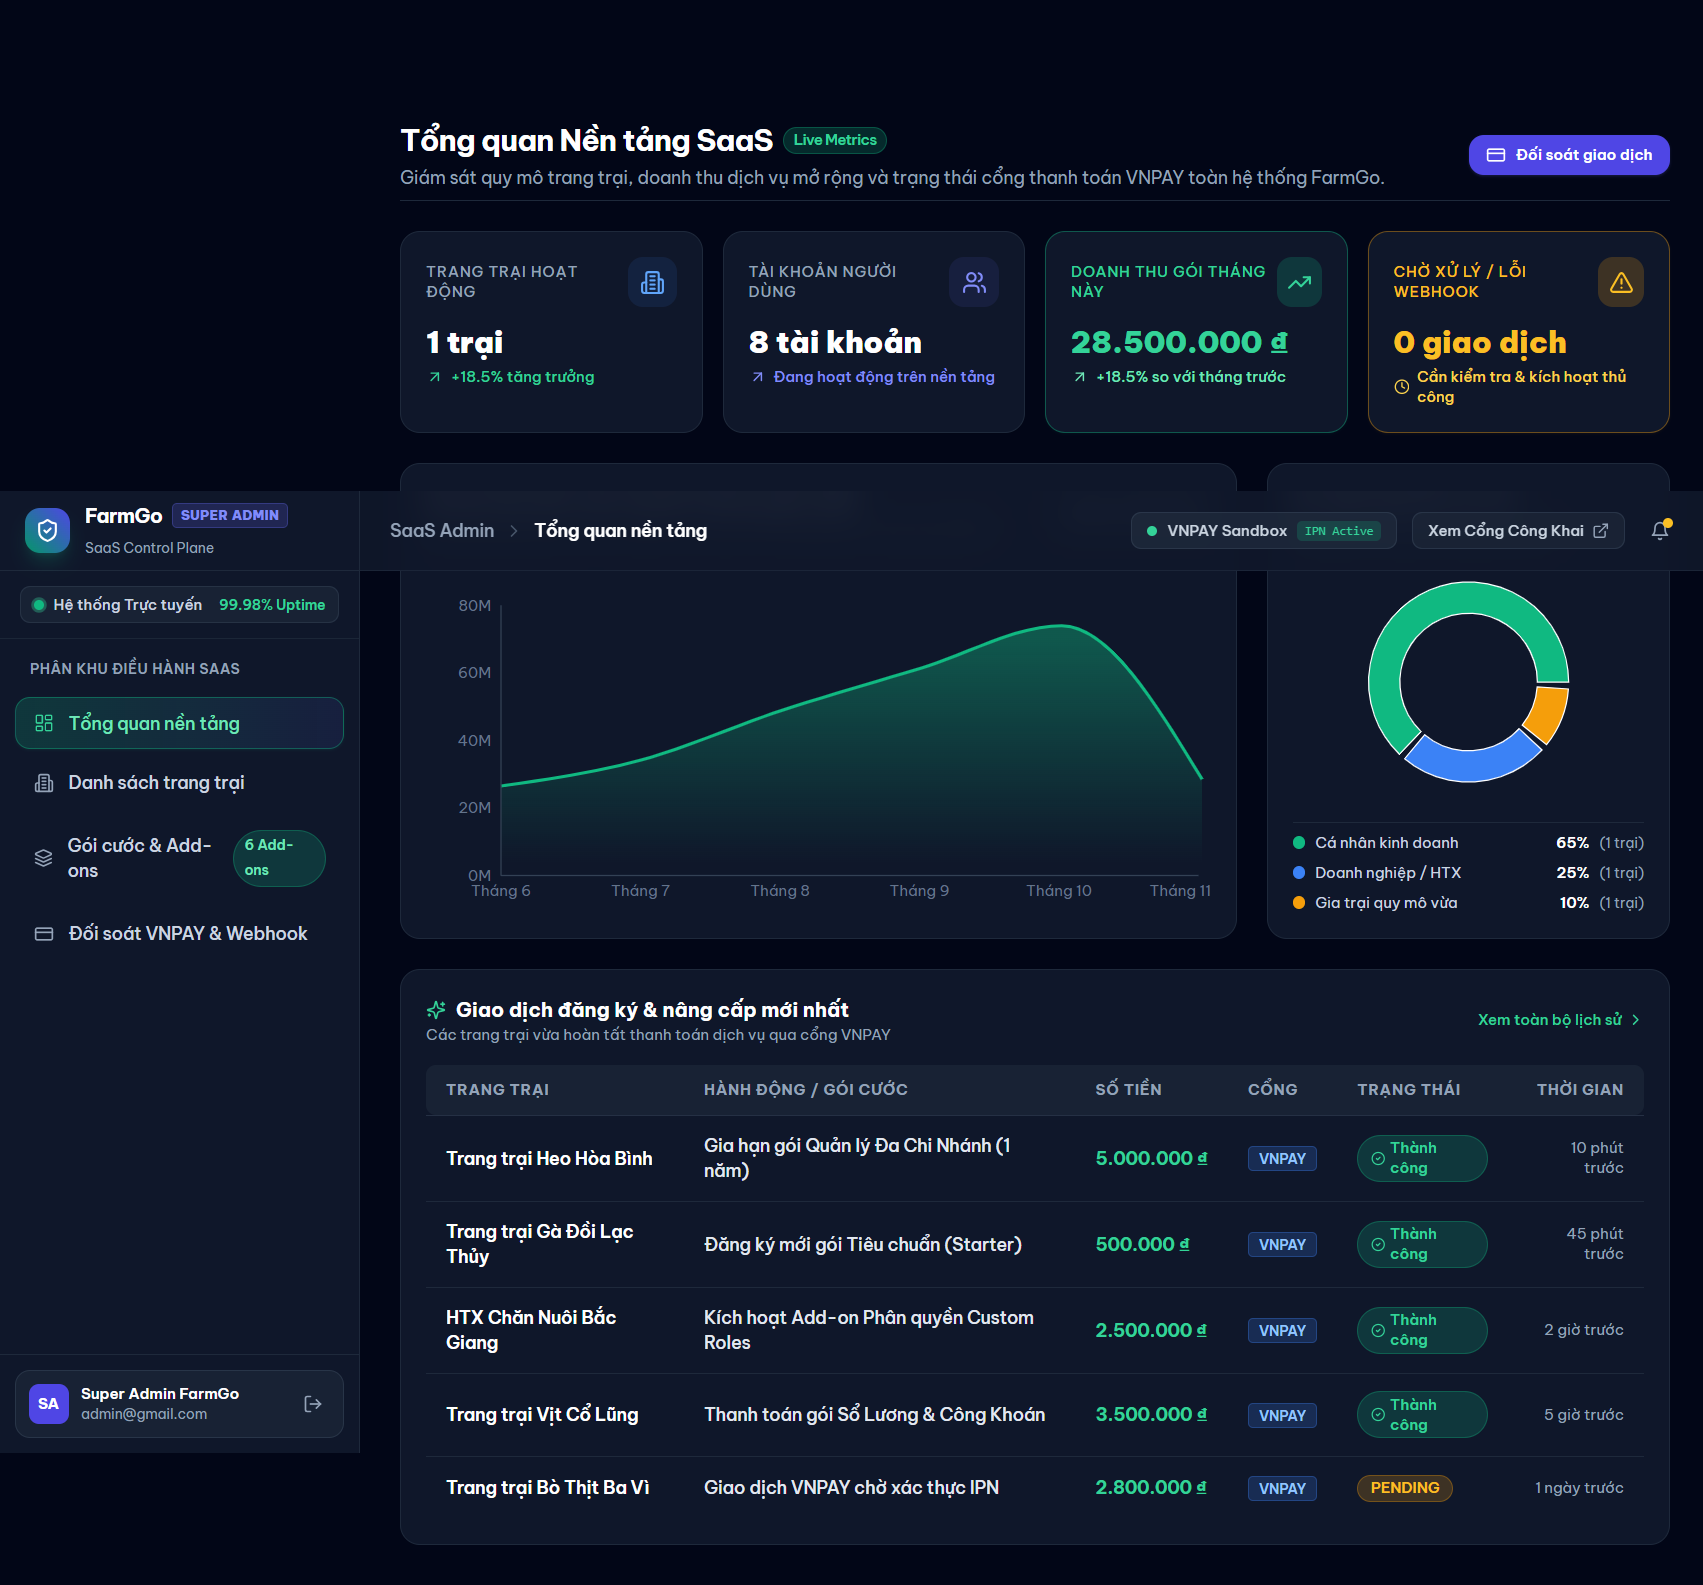 Tổng quan Nền tảng SaaS
Live Metrics
Giám sát quy mô trang trại, doanh thu dịch vụ mở rộng và trạng thái cổng thanh toán VNPAY toàn hệ thống FarmGo.
Đối soát giao dịch
TRANG TRẠI HOẠT
ĐỘNG
1 trại
+18.5% tăng trưởng
TÀI KHOẢN NGƯỜI
DÙNG
8 tài khoản
Đang hoạt động trên nền tảng
DOANH THU GÓI THÁNG
NÀY
28.500.000 ₫
+18.5% so với tháng trước
CHỜ XỬ LÝ / LỖI
WEBHOOK
0 giao dịch
Cần kiểm tra & kích hoạt thủ
công
FarmGo
SUPER ADMIN
SaaS Control Plane
SaaS Admin
Tổng quan nền tảng
VNPAY Sandbox
IPN Active
Xem Cổng Công Khai
Hệ thống Trực tuyến
99.98% Uptime
PHÂN KHU ĐIỀU HÀNH SAAS
Tổng quan nền tảng
Danh sách trang trại
Gói cước & Add-
ons
6 Add-
ons
Đối soát VNPAY & Webhook
Super Admin FarmGo
admin@gmail.com
SA
80M
60M
40M
20M
0M
Tháng 6
Tháng 7
Tháng 8
Tháng 9
Tháng 10
Tháng 11
Cá nhân kinh doanh
65%
(1 trại)
Doanh nghiệp / HTX
25%
(1 trại)
Gia trại quy mô vừa
10%
(1 trại)
Giao dịch đăng ký & nâng cấp mới nhất
Các trang trại vừa hoàn tất thanh toán dịch vụ qua cổng VNPAY
Xem toàn bộ lịch sử
TRANG TRẠI
HÀNH ĐỘNG / GÓI CƯỚC
SỐ TIỀN
CỔNG
TRẠNG THÁI
THỜI GIAN
Trang trại Heo Hòa Bình
Gia hạn gói Quản lý Đa Chi Nhánh (1
năm)
5.000.000 ₫
VNPAY
Thành
công
10 phút
trước
Trang trại Gà Đồi Lạc
Thủy
Đăng ký mới gói Tiêu chuẩn (Starter)
500.000 ₫
VNPAY
Thành
công
45 phút
trước
HTX Chăn Nuôi Bắc
Giang
Kích hoạt Add-on Phân quyền Custom
Roles
2.500.000 ₫
VNPAY
Thành
công
2 giờ trước
Trang trại Vịt Cổ Lũng
Thanh toán gói Sổ Lương & Công Khoán
3.500.000 ₫
VNPAY
Thành
công
5 giờ trước
Trang trại Bò Thịt Ba Vì
Giao dịch VNPAY chờ xác thực IPN
2.800.000 ₫
VNPAY
PENDING
1 ngày trước